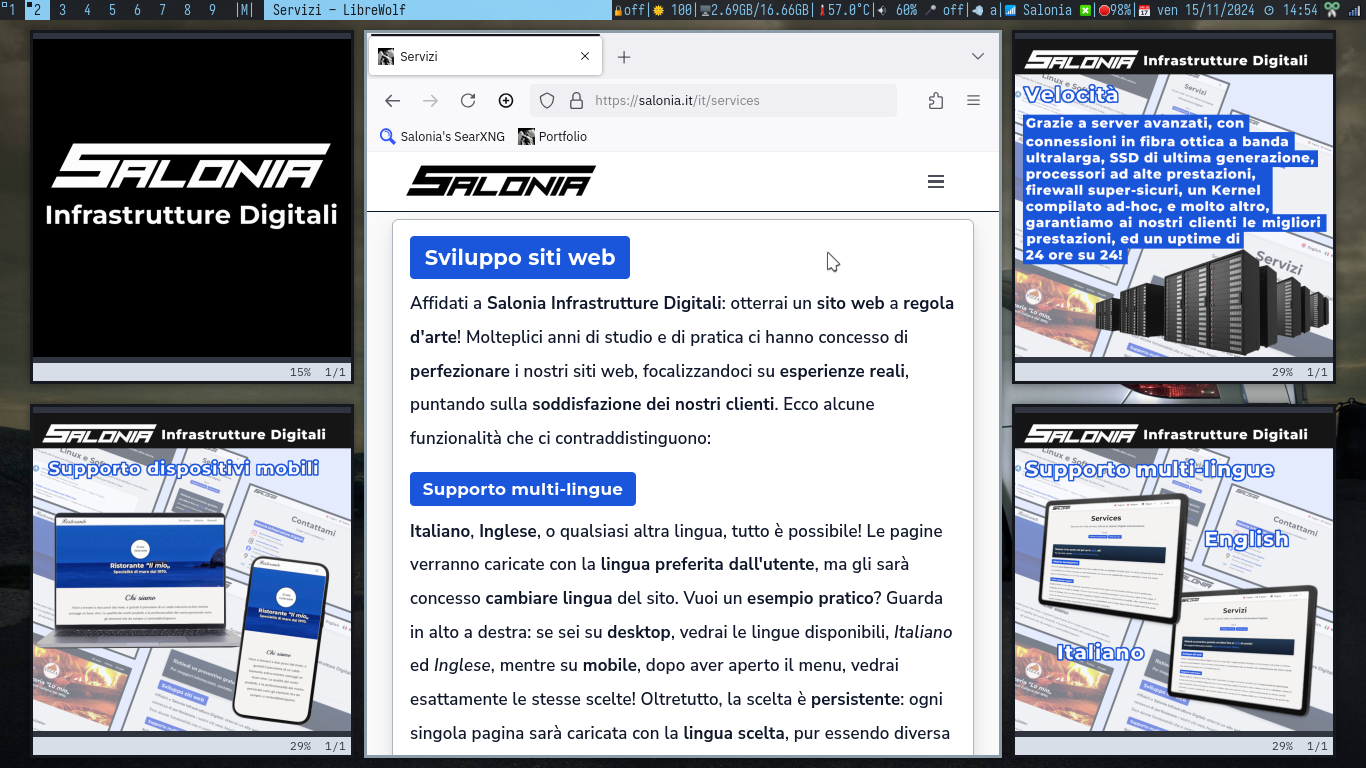 1 2 3 4 5 6 7 8 9 |M| Servizi — LibreWolf
off| 100| 2.69GB/16.66GB| 57.0°C| 60% off| a| Salonia |98%| ven 15/11/2024 14:54
SALONIA
Infrastrutture Digitali
15% 1/1
SALONIA Infrastrutture Digitali
Supporto dispositivi mobili
Contattami
Ristorante "Il mio"
Chi siamo
Chi siamo
Sviluppo siti web
29% 1/1
Servizi
https://salonia.it/it/services
Salonia's SearXNG
Portfolio
SALONIA
Sviluppo siti web
Affidati a Salonia Infrastrutture Digitali: otterrai un sito web a regola
d'arte! Molteplici anni di studio e di pratica ci hanno concesso di
perfezionare i nostri siti web, focalizzandoci su esperienze reali,
puntando sulla soddisfazione dei nostri clienti. Ecco alcune
funzionalità che ci contraddistinguono:
Supporto multi-lingue
Italiano, Inglese, o qualsiasi altra lingua, tutto è possibile! Le pagine
verranno caricate con la lingua preferita dall'utente, ma gli sarà
concesso cambiare lingua del sito. Vuoi un esempio pratico? Guarda
in alto a destra: se sei su desktop, vedrai le lingue disponibili, Italiano
ed Inglese, mentre su mobile, dopo aver aperto il menu, vedrai
esattamente le stesse scelte! Oltretutto, la scelta è persistente: ogni
singola pagina sarà caricata con la lingua scelta, pur essendo diversa
SALONIA Infrastrutture Digitali
Velocità
Grazie a server avanzati, con
connessioni in fibra ottica a banda
ultralarga, SSD di ultima generazione,
processori ad alte prestazioni,
firewall super-sicuri, un Kernel
compilato ad-hoc, e molto altro,
garantiamo ai nostri clienti le migliori
prestazioni, ed un uptime di
24 ore su 24!
Servizi
29% 1/1
SALONIA Infrastrutture Digitali
Supporto multi-lingue
Services
Contattami
English
Servizi
Italiano
29% 1/1